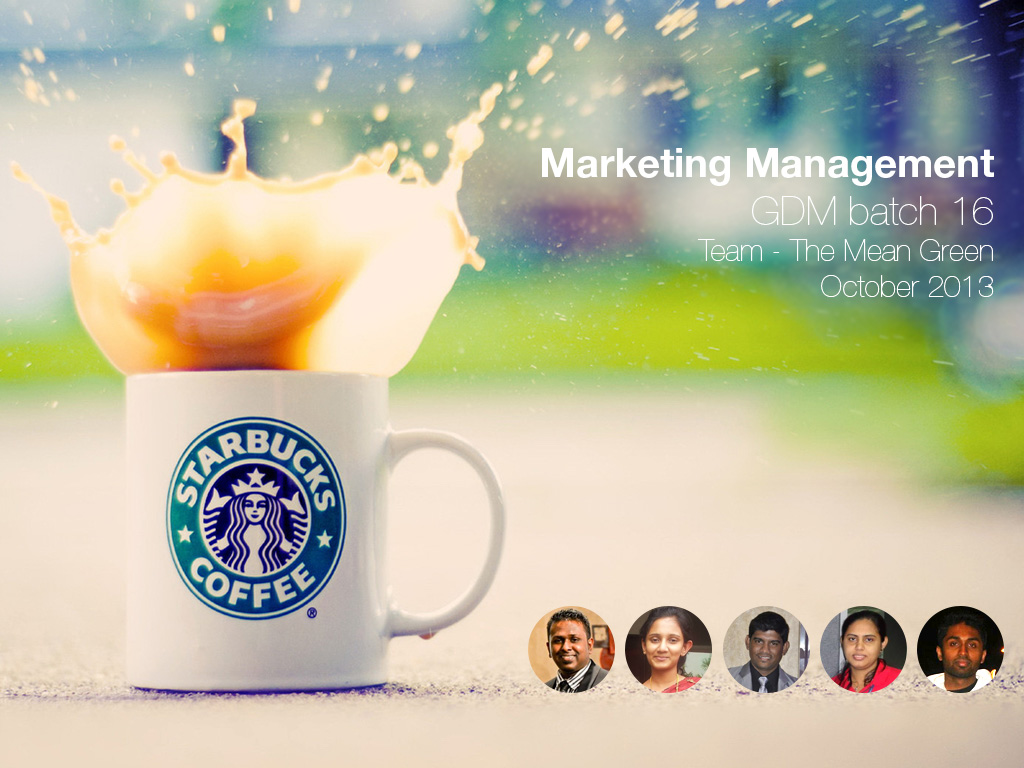 Marketing Management
GDM batch 16
Team - The Mean Green
October 2013
STARBUCKS
COFFEE
®